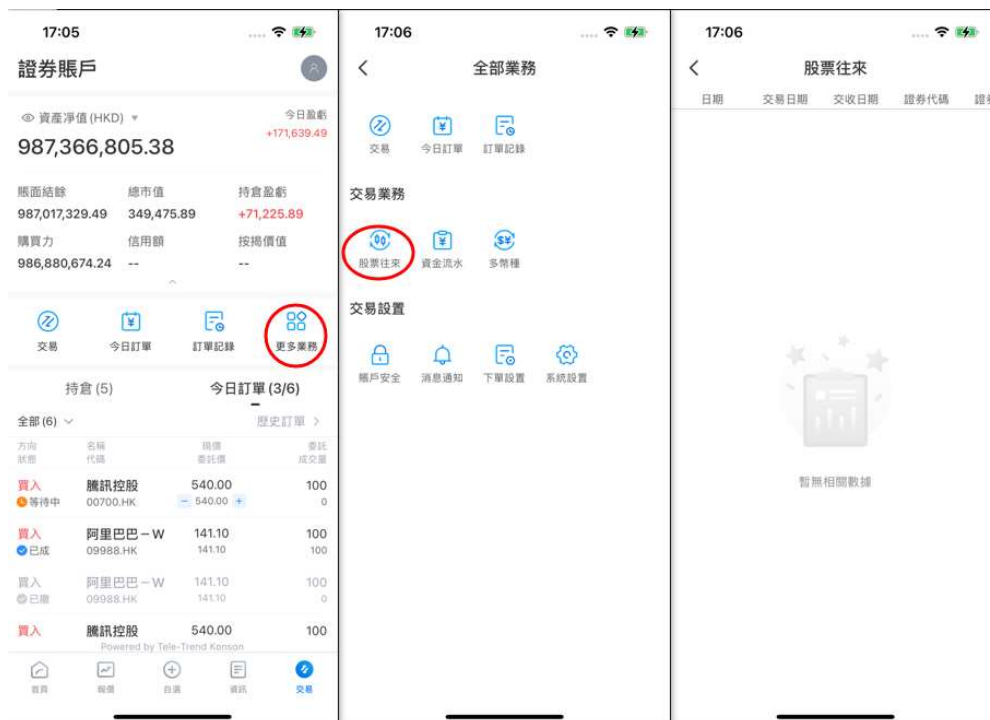 17:05
證券賬戶
資產淨值(HKD)
今日盈虧
987,366,805.38
+171,639.49
賬面結餘 總市值 持倉盈虧
987,017,329.49 349,475.89 +71,225.89
購買力 信用額 按揭價值
986,880,674.24 -- --
交易 今日訂單 訂單記錄 更多業務
持倉(5) 今日訂單(3/6)
全部(6) 歷史訂單
方向 名稱 現價 委託
狀態 代碼 委託價 成交量
買入 騰訊控股 540.00 100
等待中 00700.HK - 540.00 + 0
買入 阿里巴巴-W 141.10 100
已成 09988.HK 141.10 100
買入 阿里巴巴-W 141.10 100
已撤 09988.HK 141.10 0
買入 騰訊控股 540.00 100
Powered by Tele-Trend Konson
首頁 報價 自選 資訊 交易
17:06
全部業務
交易 今日訂單 訂單記錄
交易業務
股票往來 資金流水 多幣種
交易設置
賬戶安全 消息通知 下單設置 系統設置
17:06
股票往來
日期 交易日期 交收日期 證券代碼
暫無相關數據